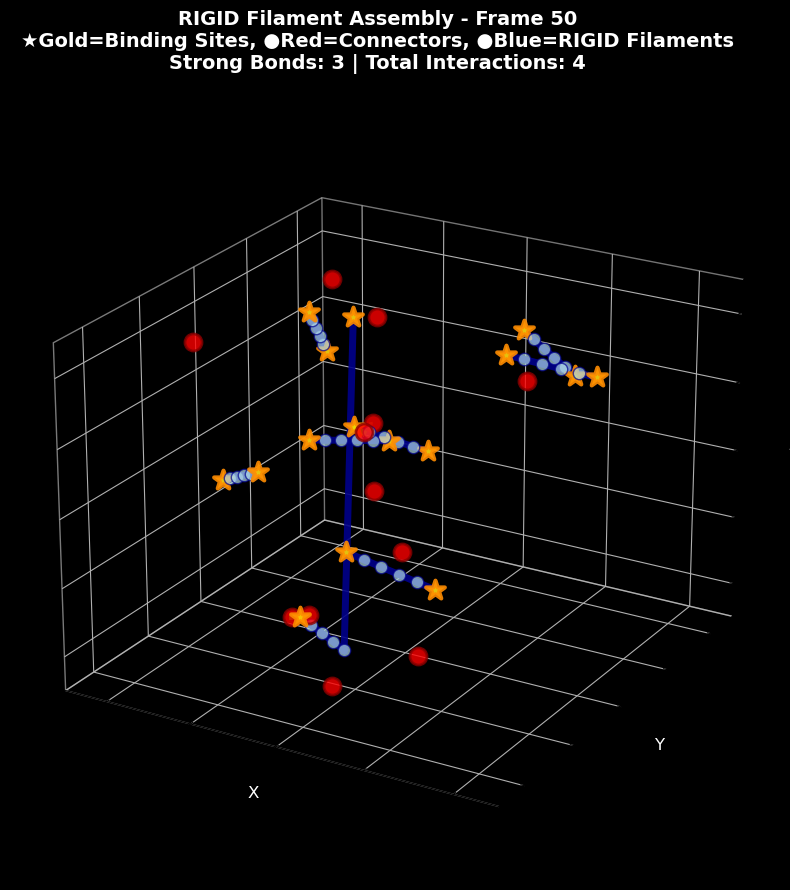 RIGID Filament Assembly - Frame 50
★Gold=Binding Sites, ●Red=Connectors, ●Blue=RIGID Filaments
Strong Bonds: 3 | Total Interactions: 4
Y
X